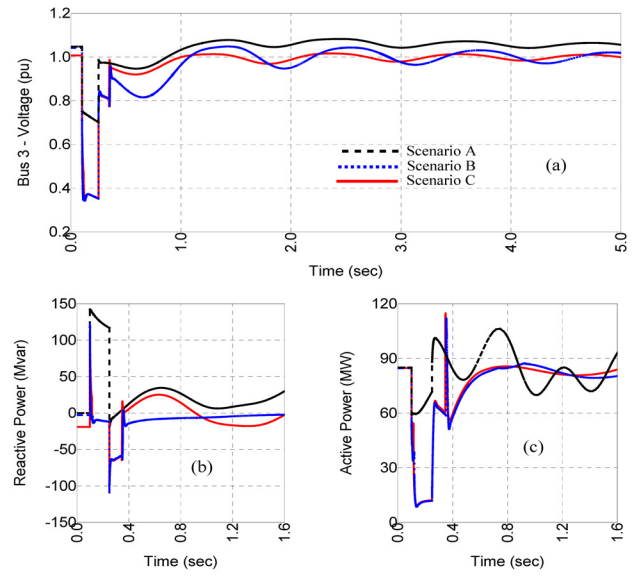 1.2
1.0
0.8
0.6
0.4
0.2
Bus 3 - Voltage (pu)
Scenario A
Scenario B
Scenario C
(a)
0.0
1.0
2.0
3.0
4.0
5.0
Time (sec)
150
100
50
0
-50
-100
-150
Reactive Power (Mvar)
(b)
0.0
0.4
0.8
1.2
1.6
Time (sec)
120
90
60
30
0
Active Power (MW)
(c)
0.0
0.4
0.8
1.2
1.6
Time (sec)